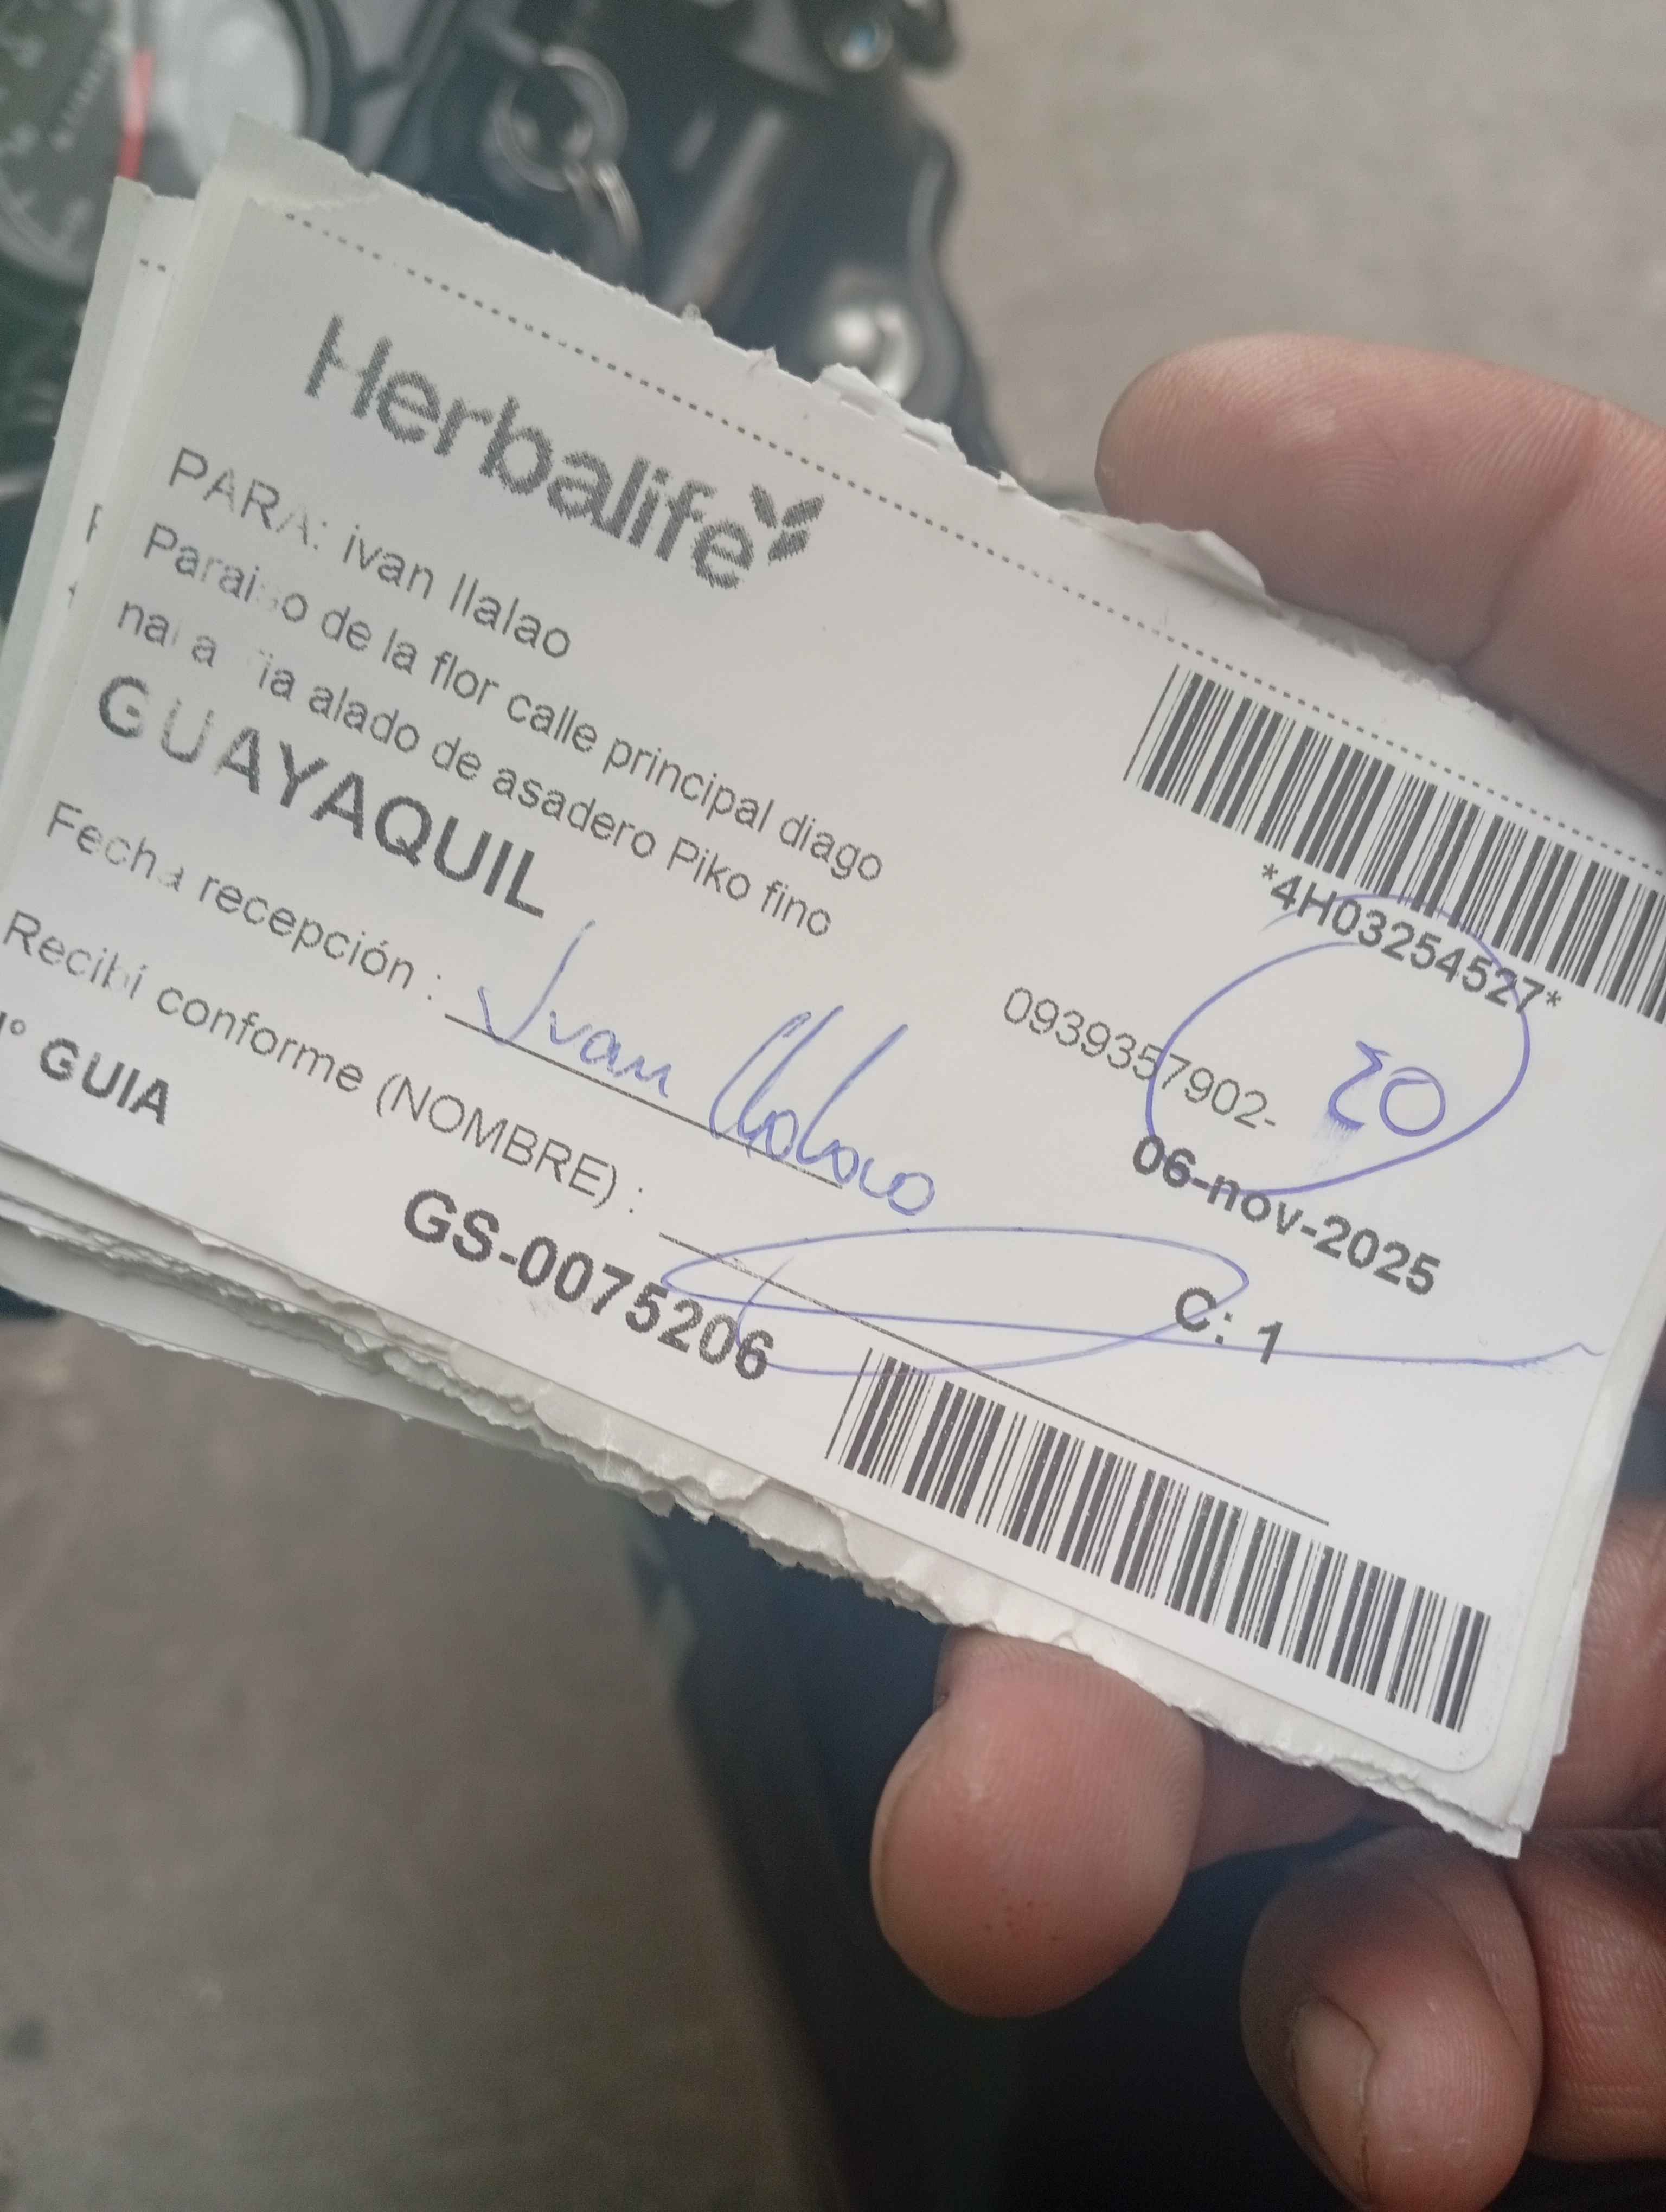 Herbalife
PARA: ivan llalao
Paraiso de la flor calle principal diago
alado de asadero Piko fino
GUAYAQUIL
*4H03254527*
0939357902-
20
06-nov-2025
Fecha recepción :
Ivan Llalao
Recibí conforme (NOMBRE) :
C: 1
GUIA
GS-0075206